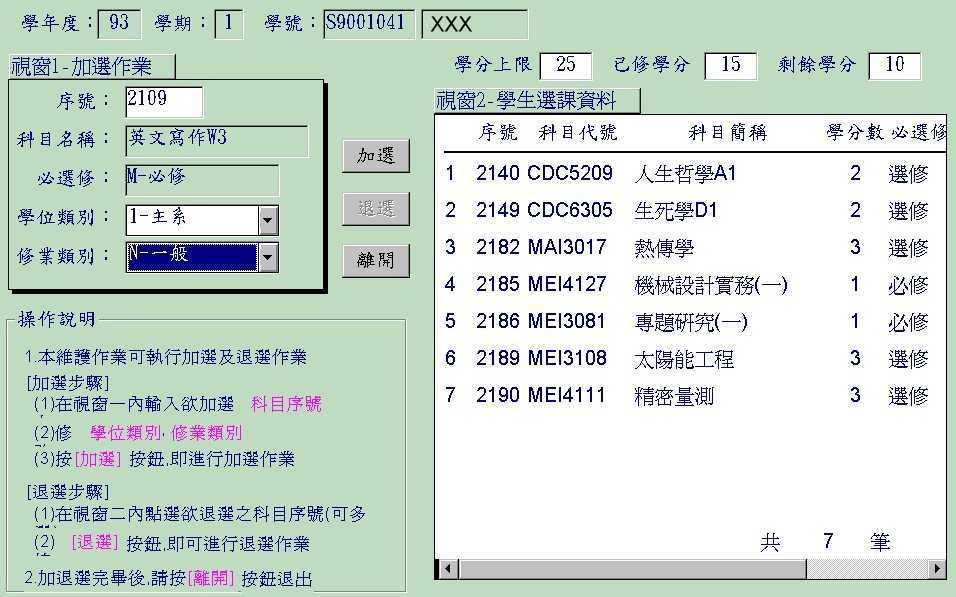 學年度： 93 學期： 1 學號： S9001041 XXX
視窗1-加選作業
序號： 2109
科目名稱： 英文寫作W3
必選修： M-必修
學位類別： 1-主系
修業類別： N-一般
加選
退選
離開
操作說明
1.本維護作業可執行加選及退選作業
[加選步驟]
(1)在視窗一內輸入欲加選 科目序號
(2)修 學位類別, 修業類別
(3)按[加選] 按鈕,即進行加選作業
[退選步驟]
(1)在視窗二內點選欲退選之科目序號(可多
(2) [退選] 按鈕,即可進行退選作業
2.加退選完畢後,請按[離開] 按鈕退出
學分上限 25 已修學分 15 剩餘學分 10
視窗2-學生選課資料
序號 科目代號 科目簡稱 學分數 必選修
1 2140 CDC5209 人生哲學A1 2 選修
2 2149 CDC6305 生死學D1 2 選修
3 2182 MAI3017 熱傳學 3 選修
4 2185 MEI4127 機械設計實務(一) 1 必修
5 2186 MEI3081 專題研究(一) 1 必修
6 2189 MEI3108 太陽能工程 3 選修
7 2190 MEI4111 精密量測 3 選修
共 7 筆